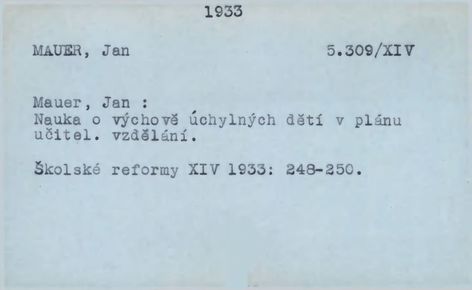 1933
MAUER, Jan 5.309/XIV
Mauer, Jan :
Nauka o výchově úchylných dětí v plánu
učitel. vzdělání.
Školské reformy XIV 1933: 248-250.